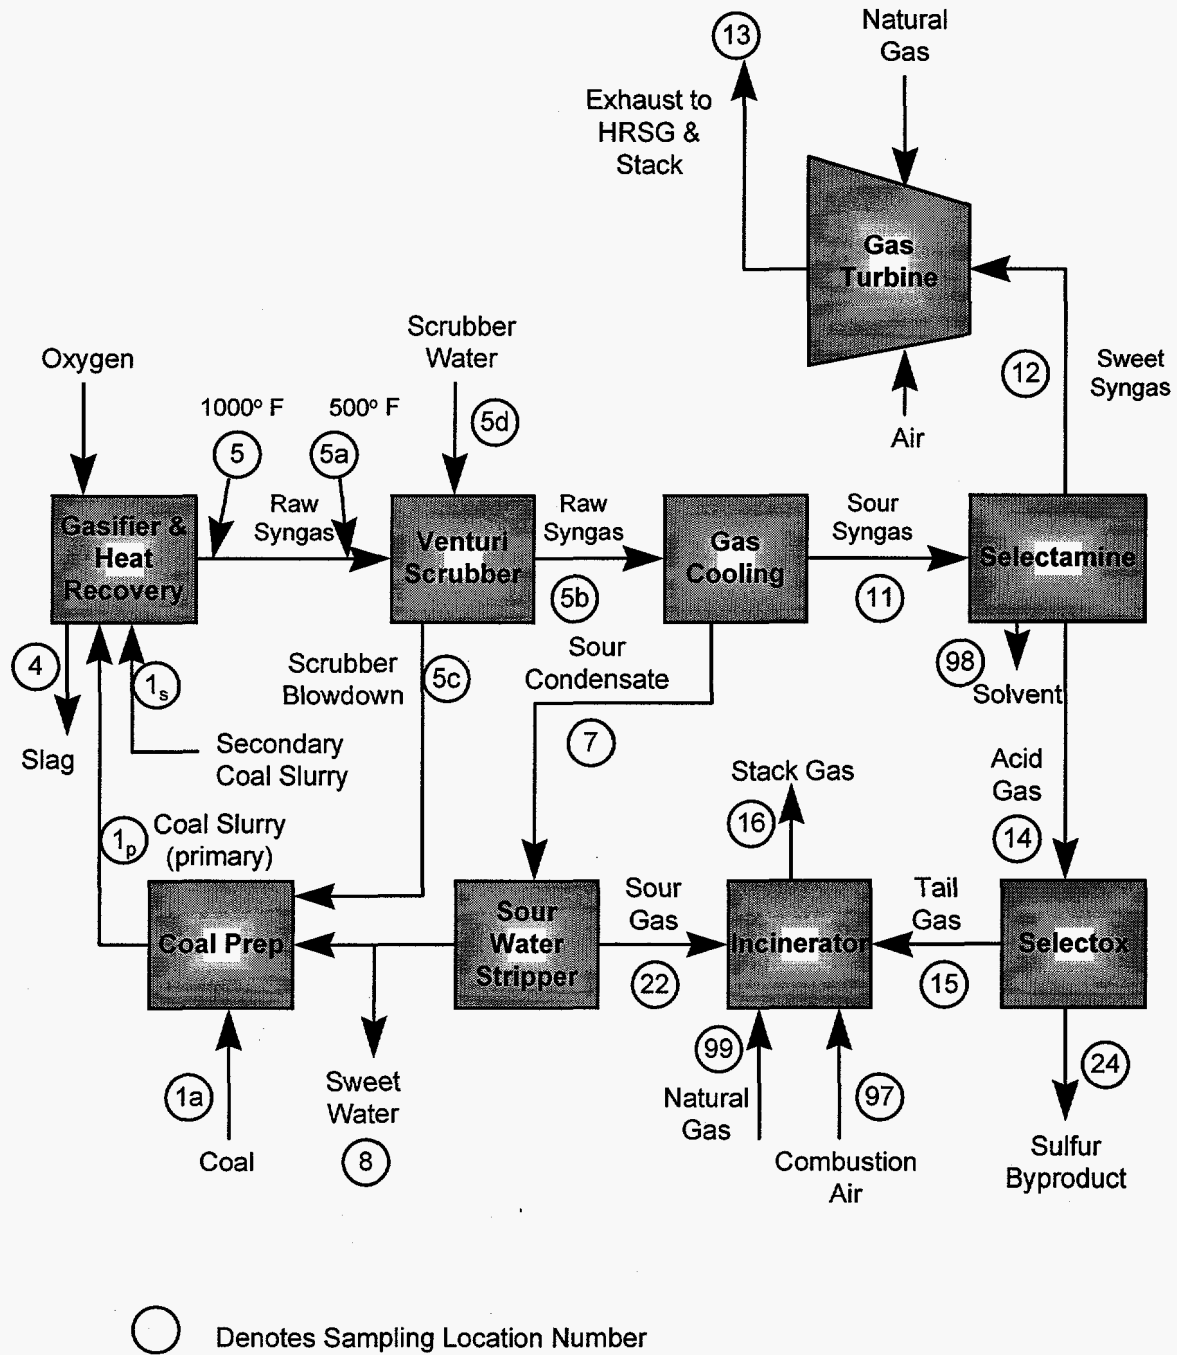 13
Natural
Gas
Exhaust to
HRSG &
Stack
Gas
Turbine
Scrubber
Water
Oxygen
12
Sweet
Syngas
1000° F
500° F
5d
Air
5
5a
Gasifier &
Heat
Recovery
Raw
Syngas
Venturi
Scrubber
Raw
Syngas
5b
Gas
Cooling
Sour
Syngas
11
Selectamine
4
1s
Scrubber
Blowdown
5c
Sour
Condensate
98
Solvent
Slag
Secondary
Coal Slurry
7
Stack Gas
Acid
Gas
1p
Coal Slurry
(primary)
16
14
Coal Prep
Sour
Water
Stripper
Sour
Gas
22
Incinerator
Tail
Gas
15
Selectox
99
24
1a
Sweet
Water
8
Natural
Gas
97
Coal
Combustion
Air
Sulfur
Byproduct
Denotes Sampling Location Number